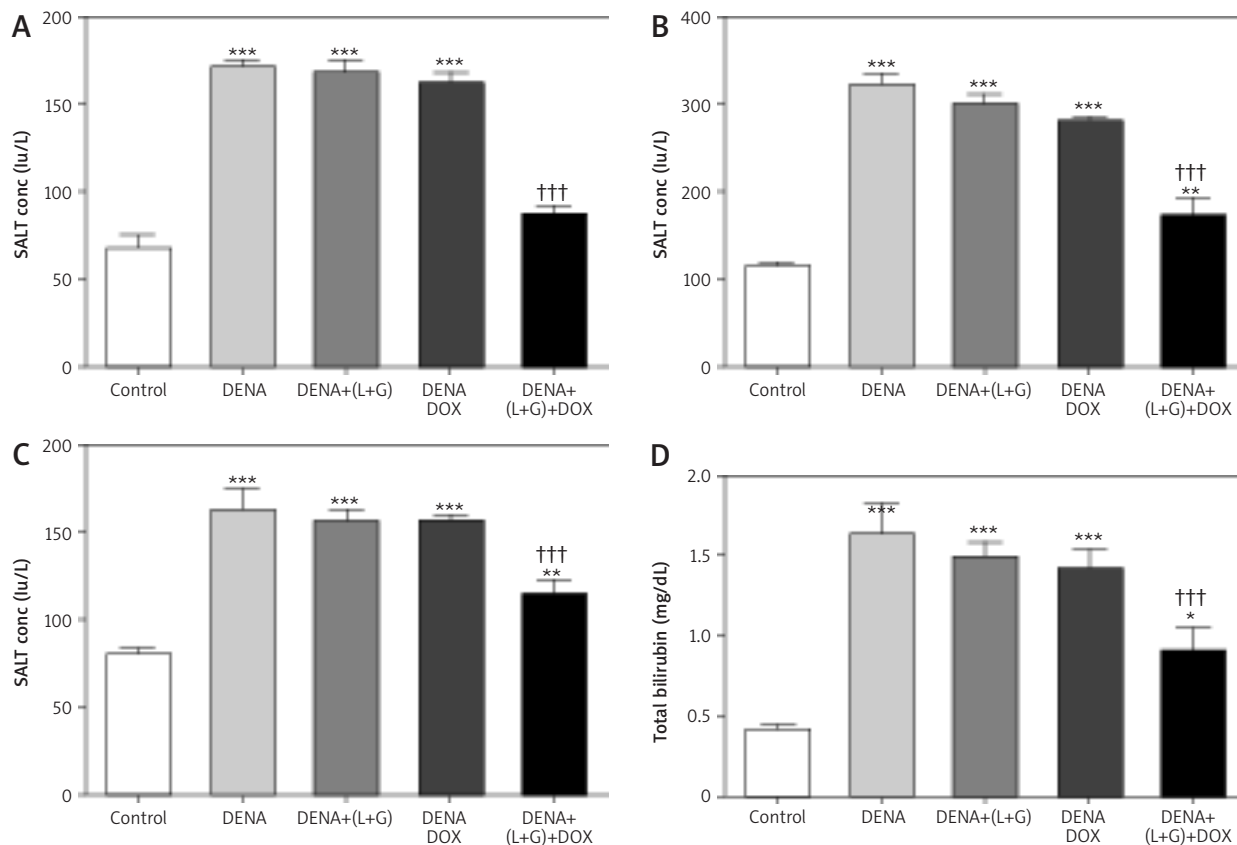 A
SALT conc (Iu/L)
200
150
100
50
0
***
***
***
†††
Control
DENA
DENA+(L+G)
DENA
DOX
DENA+
(L+G)+DOX
B
SALT conc (Iu/L)
400
300
200
100
0
***
***
***
†††
**
Control
DENA
DENA+(L+G)
DENA
DOX
DENA+
(L+G)+DOX
C
SALT conc (Iu/L)
200
150
100
50
0
***
***
***
†††
**
Control
DENA
DENA+(L+G)
DENA
DOX
DENA+
(L+G)+DOX
D
Total bilirubin (mg/dL)
2.0
1.5
1.0
0.5
0
***
***
***
†††
*
Control
DENA
DENA+(L+G)
DENA
DOX
DENA+
(L+G)+DOX